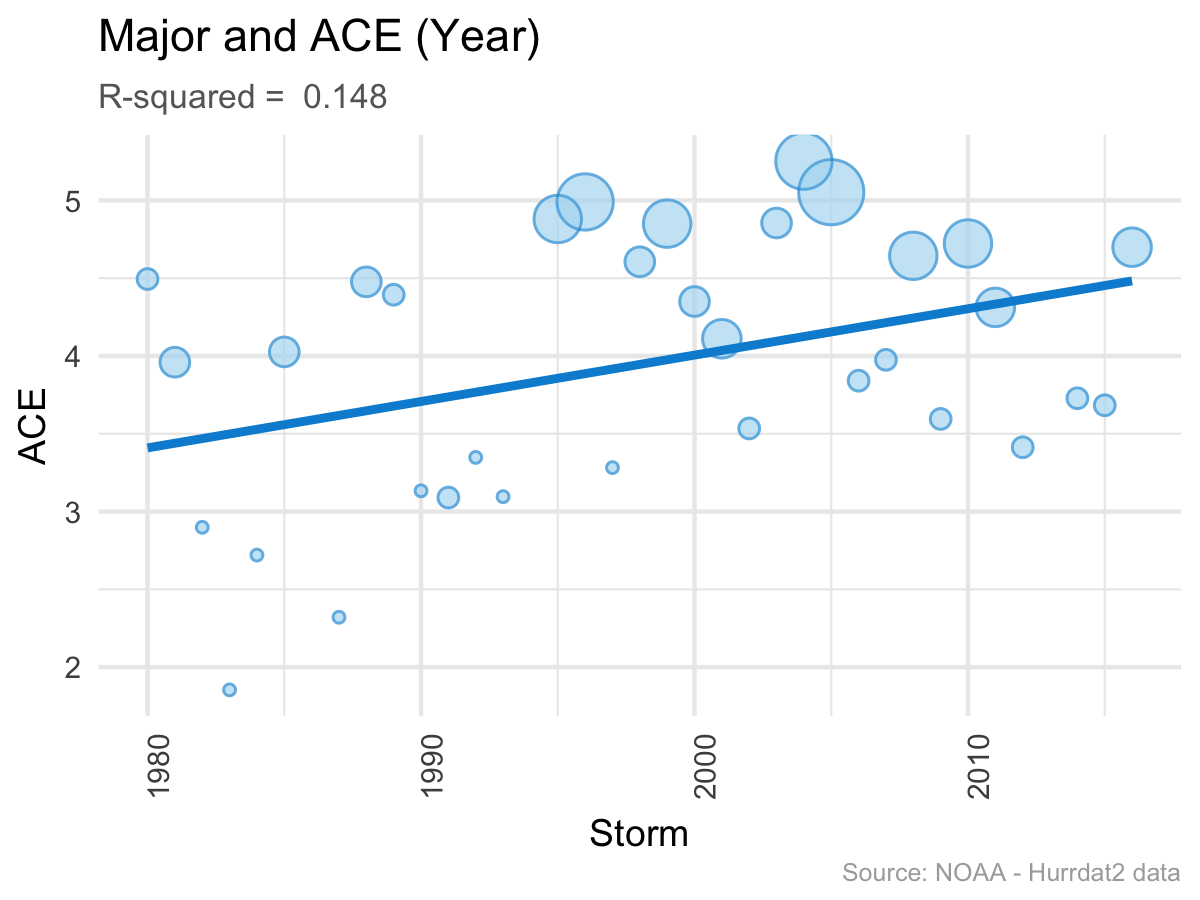 Major and ACE (Year)
R-squared =  0.148
5
4
3
2
ACE
1980
1990
2000
2010
Storm
Source: NOAA - Hurrdat2 data